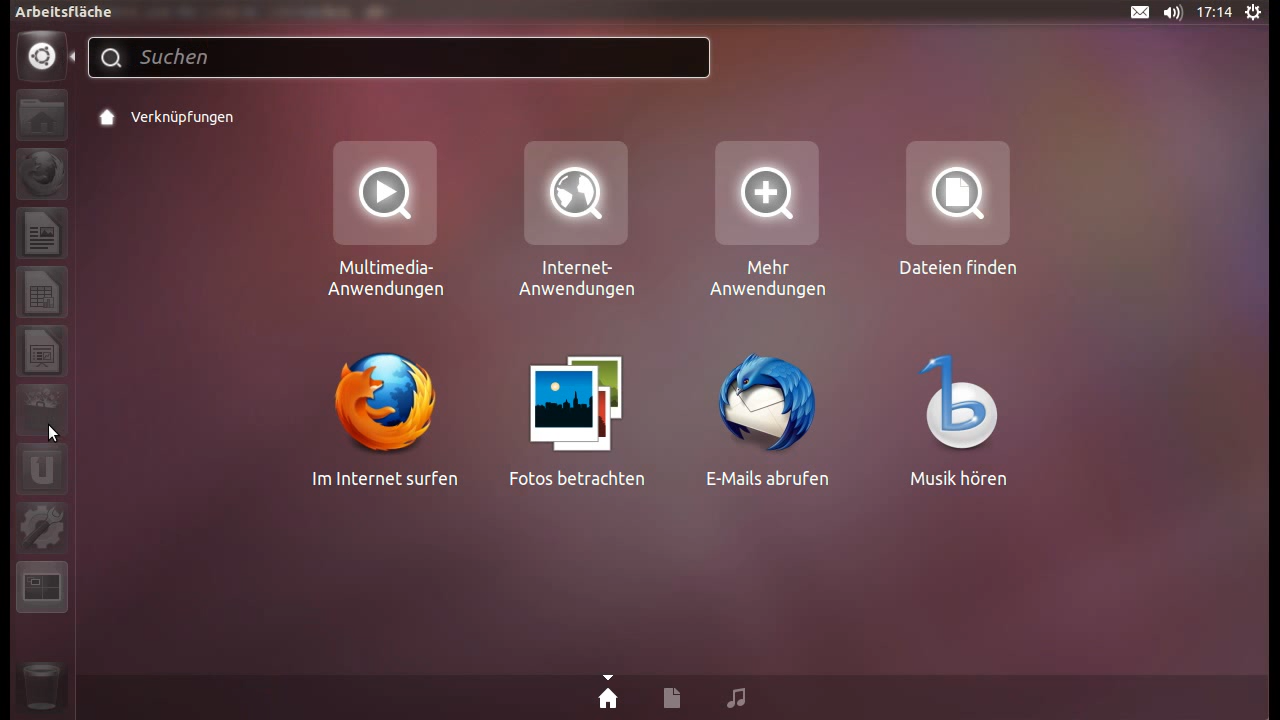 Arbeitsfläche
17:14
Suchen
Verknüpfungen
Multimedia-
Anwendungen
Internet-
Anwendungen
Mehr
Anwendungen
Dateien finden
Im Internet surfen
Fotos betrachten
E-Mails abrufen
Musik hören